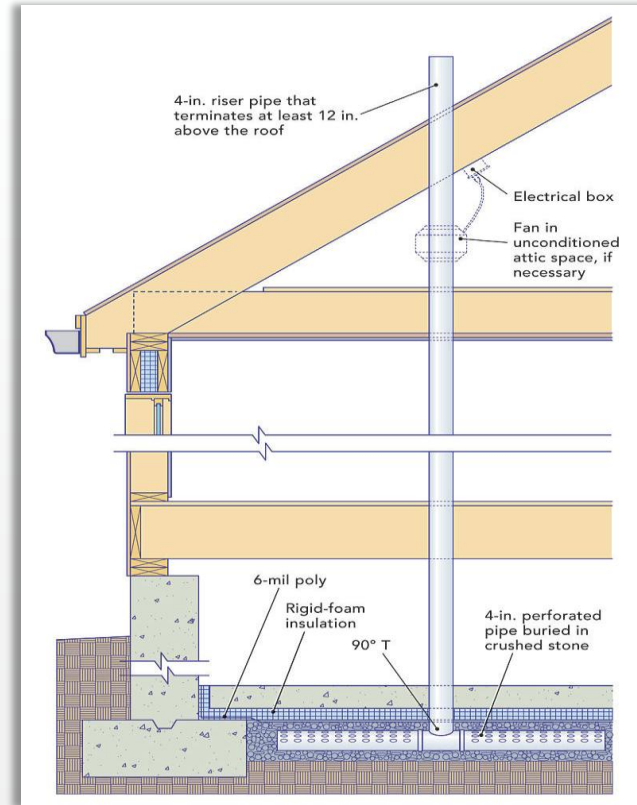 4-in. riser pipe that
terminates at least 12 in.
above the roof
Electrical box
Fan in
unconditioned
attic space, if
necessary
6-mil poly
Rigid-foam
insulation
90° T
4-in. perforated
pipe buried in
crushed stone